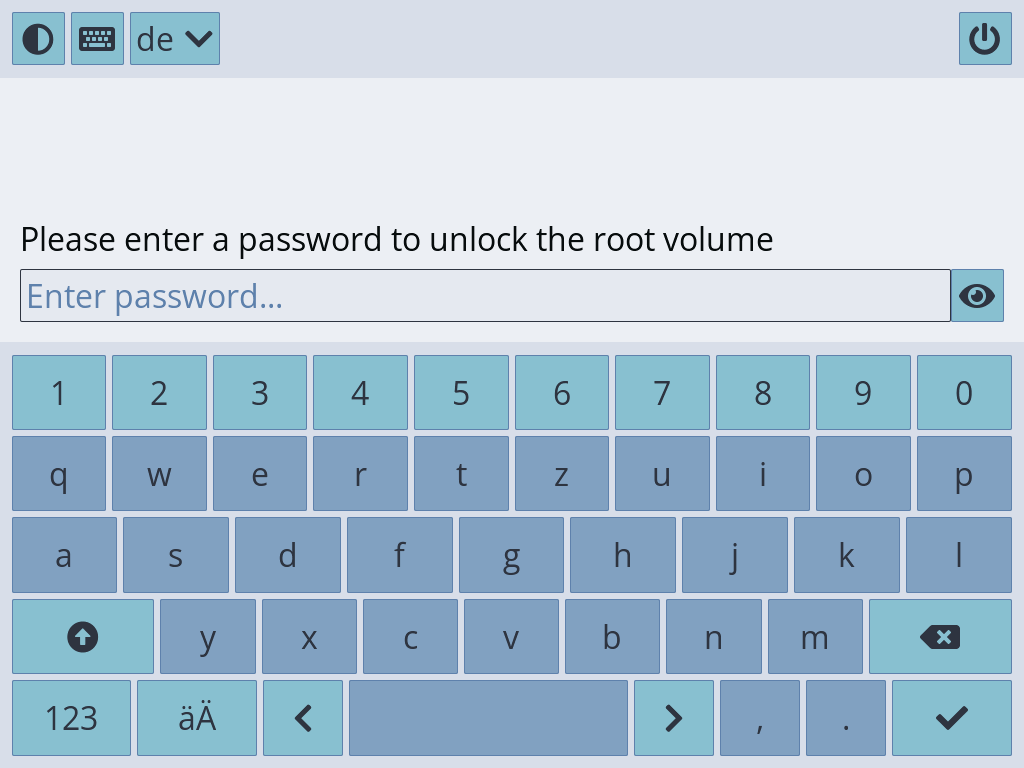 de
Please enter a password to unlock the root volume
Enter password...
1 2 3 4 5 6 7 8 9 0
q w e r t z u i o p
a s d f g h j k l
y x c v b n m
123 äÄ , .